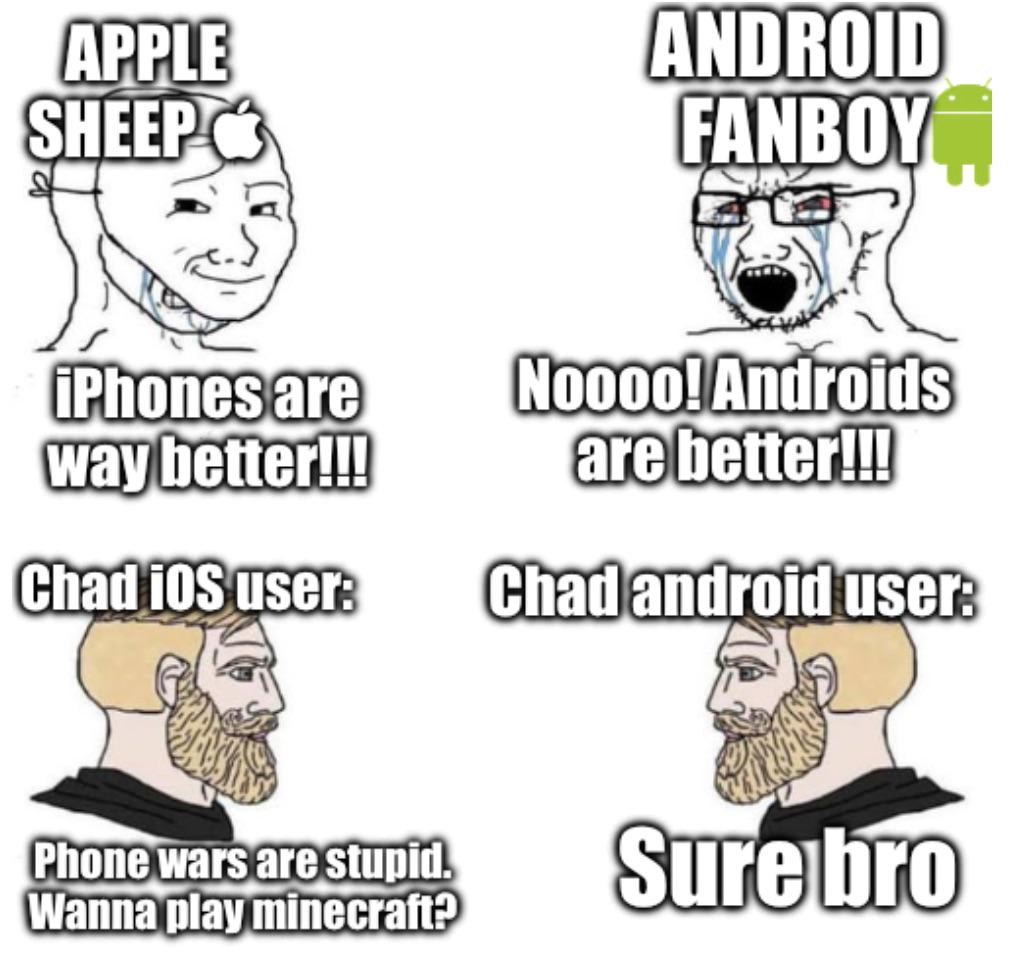 APPLE
SHEEP
ANDROID
FANBOY
iPhones are
way better!!!
Noooo! Androids
are better!!!
Chad iOS user:
Chad android user:
Phone wars are stupid.
Wanna play minecraft?
Sure bro